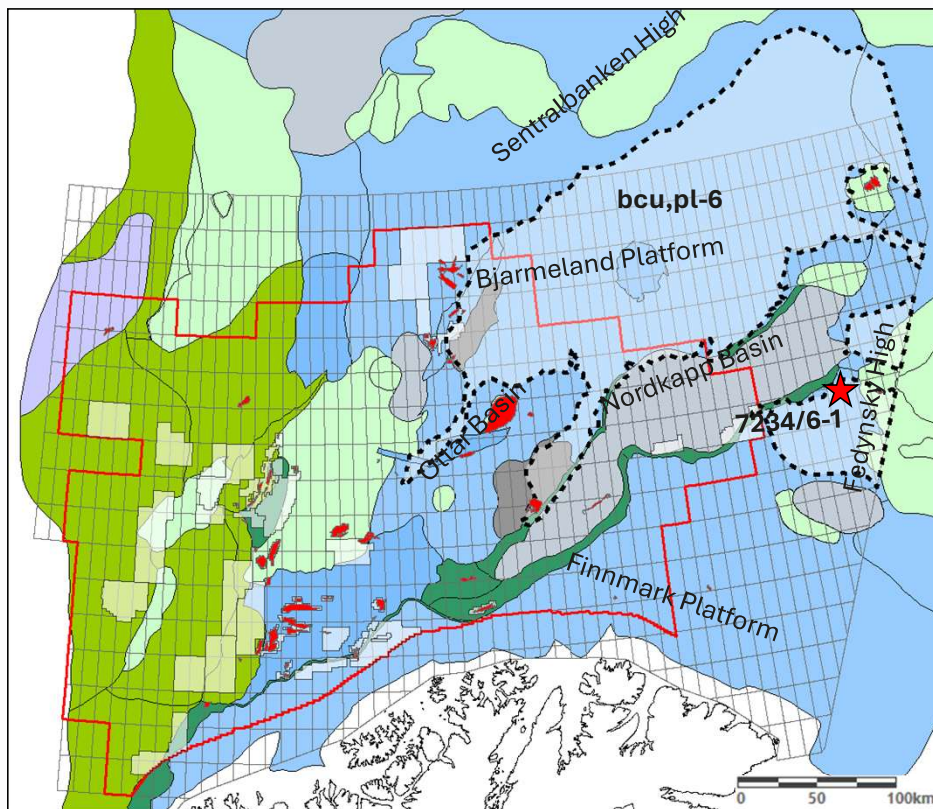 Sentralbanken High
bcu,pl-6
Bjarmeland Platform
Nordkapp Basin
Ottar Basin
7234/6-1
Fedynsky High
Finnmark Platform
0 50 100km